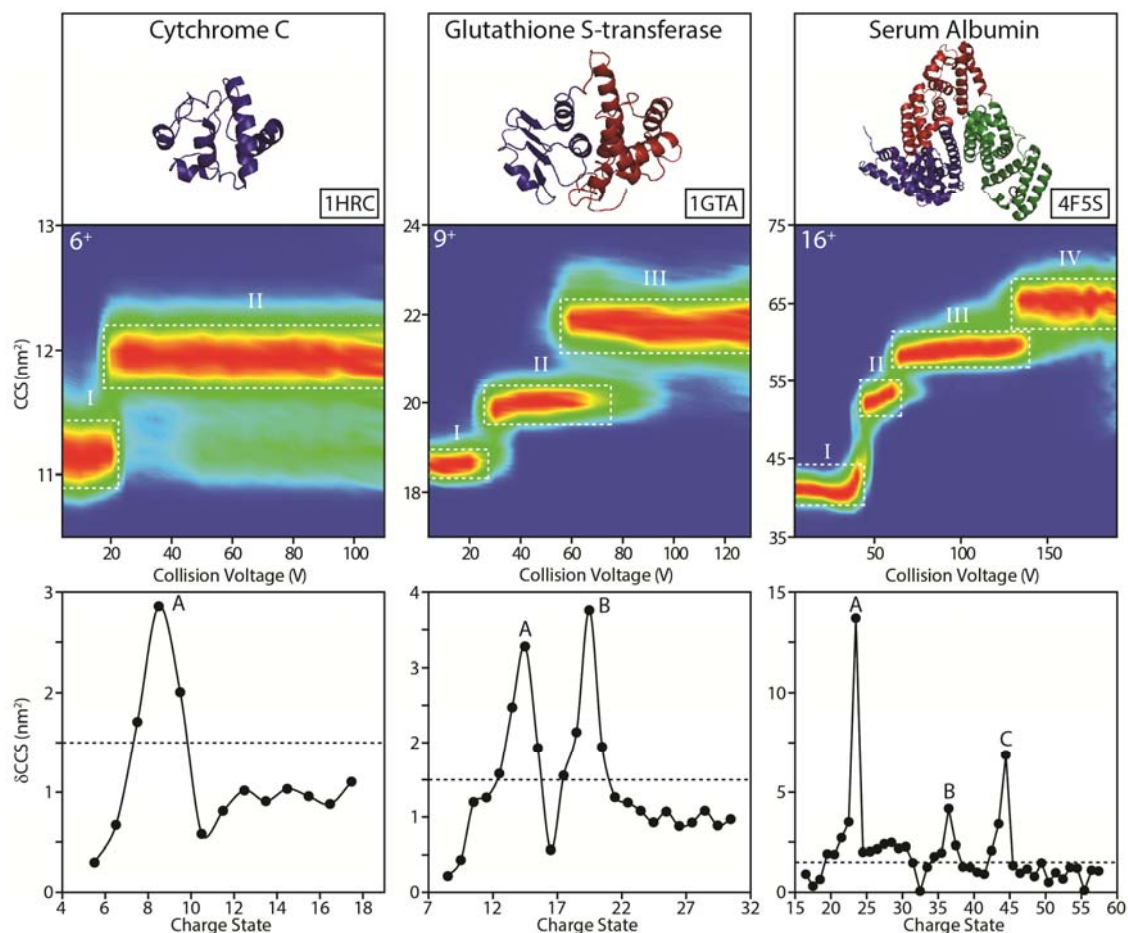 Cytchrome C
Glutathione S-transferase
Serum Albumin
1HRC
1GTA
4F5S
CCS (nm²)
13
12
11
6⁺
I
II
20
40
60
80
100
Collision Voltage (V)
24
22
20
18
9⁺
I
II
III
20
40
60
80
100
120
Collision Voltage (V)
75
65
55
45
35
16⁺
I
II
III
IV
50
100
150
Collision Voltage (V)
δCCS (nm²)
3
2
1
0
A
4
6
8
10
12
14
16
18
Charge State
4
3
2
1
0
A
B
7
12
17
22
27
32
Charge State
15
10
5
0
A
B
C
15
20
25
30
35
40
45
50
55
60
Charge State